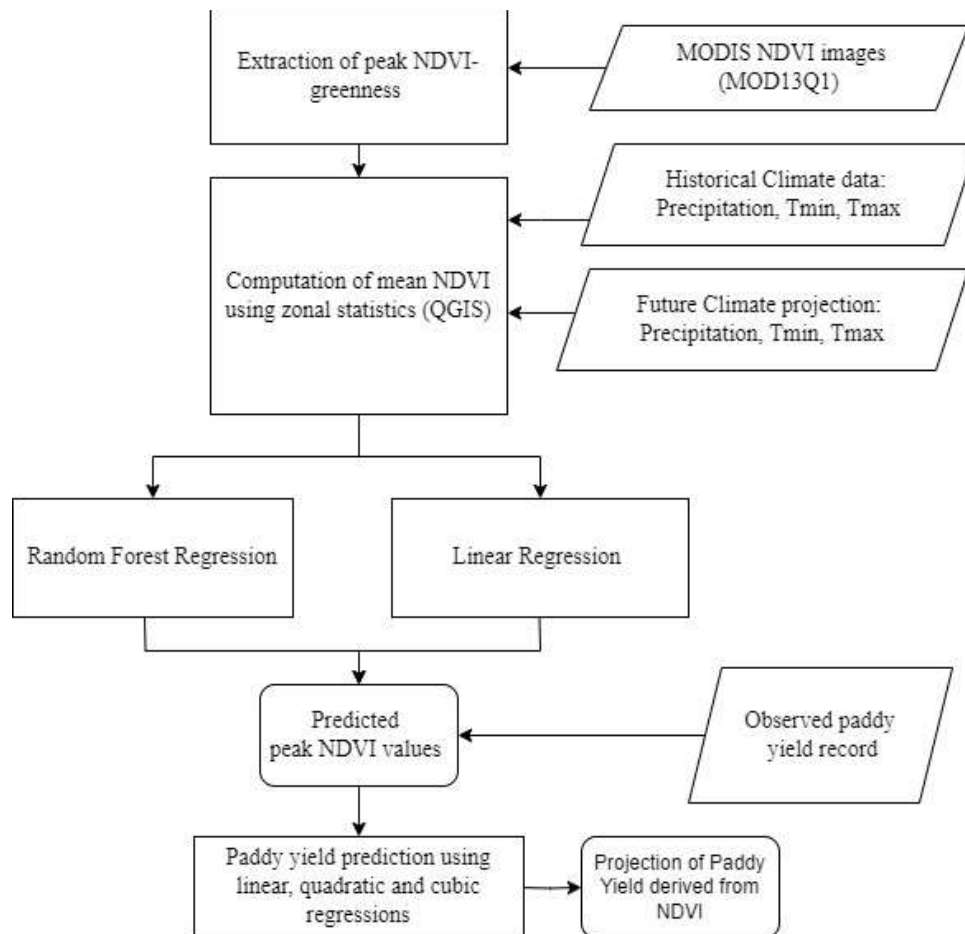 Extraction of peak NDVI-
greenness
MODIS NDVI images
(MOD13Q1)
Historical Climate data:
Precipitation, Tmin, Tmax
Computation of mean NDVI
using zonal statistics (QGIS)
Future Climate projection:
Precipitation, Tmin, Tmax
Random Forest Regression
Linear Regression
Predicted
peak NDVI values
Observed paddy
yield record
Paddy yield prediction using
linear, quadratic and cubic
regressions
Projection of Paddy
Yield derived from
NDVI